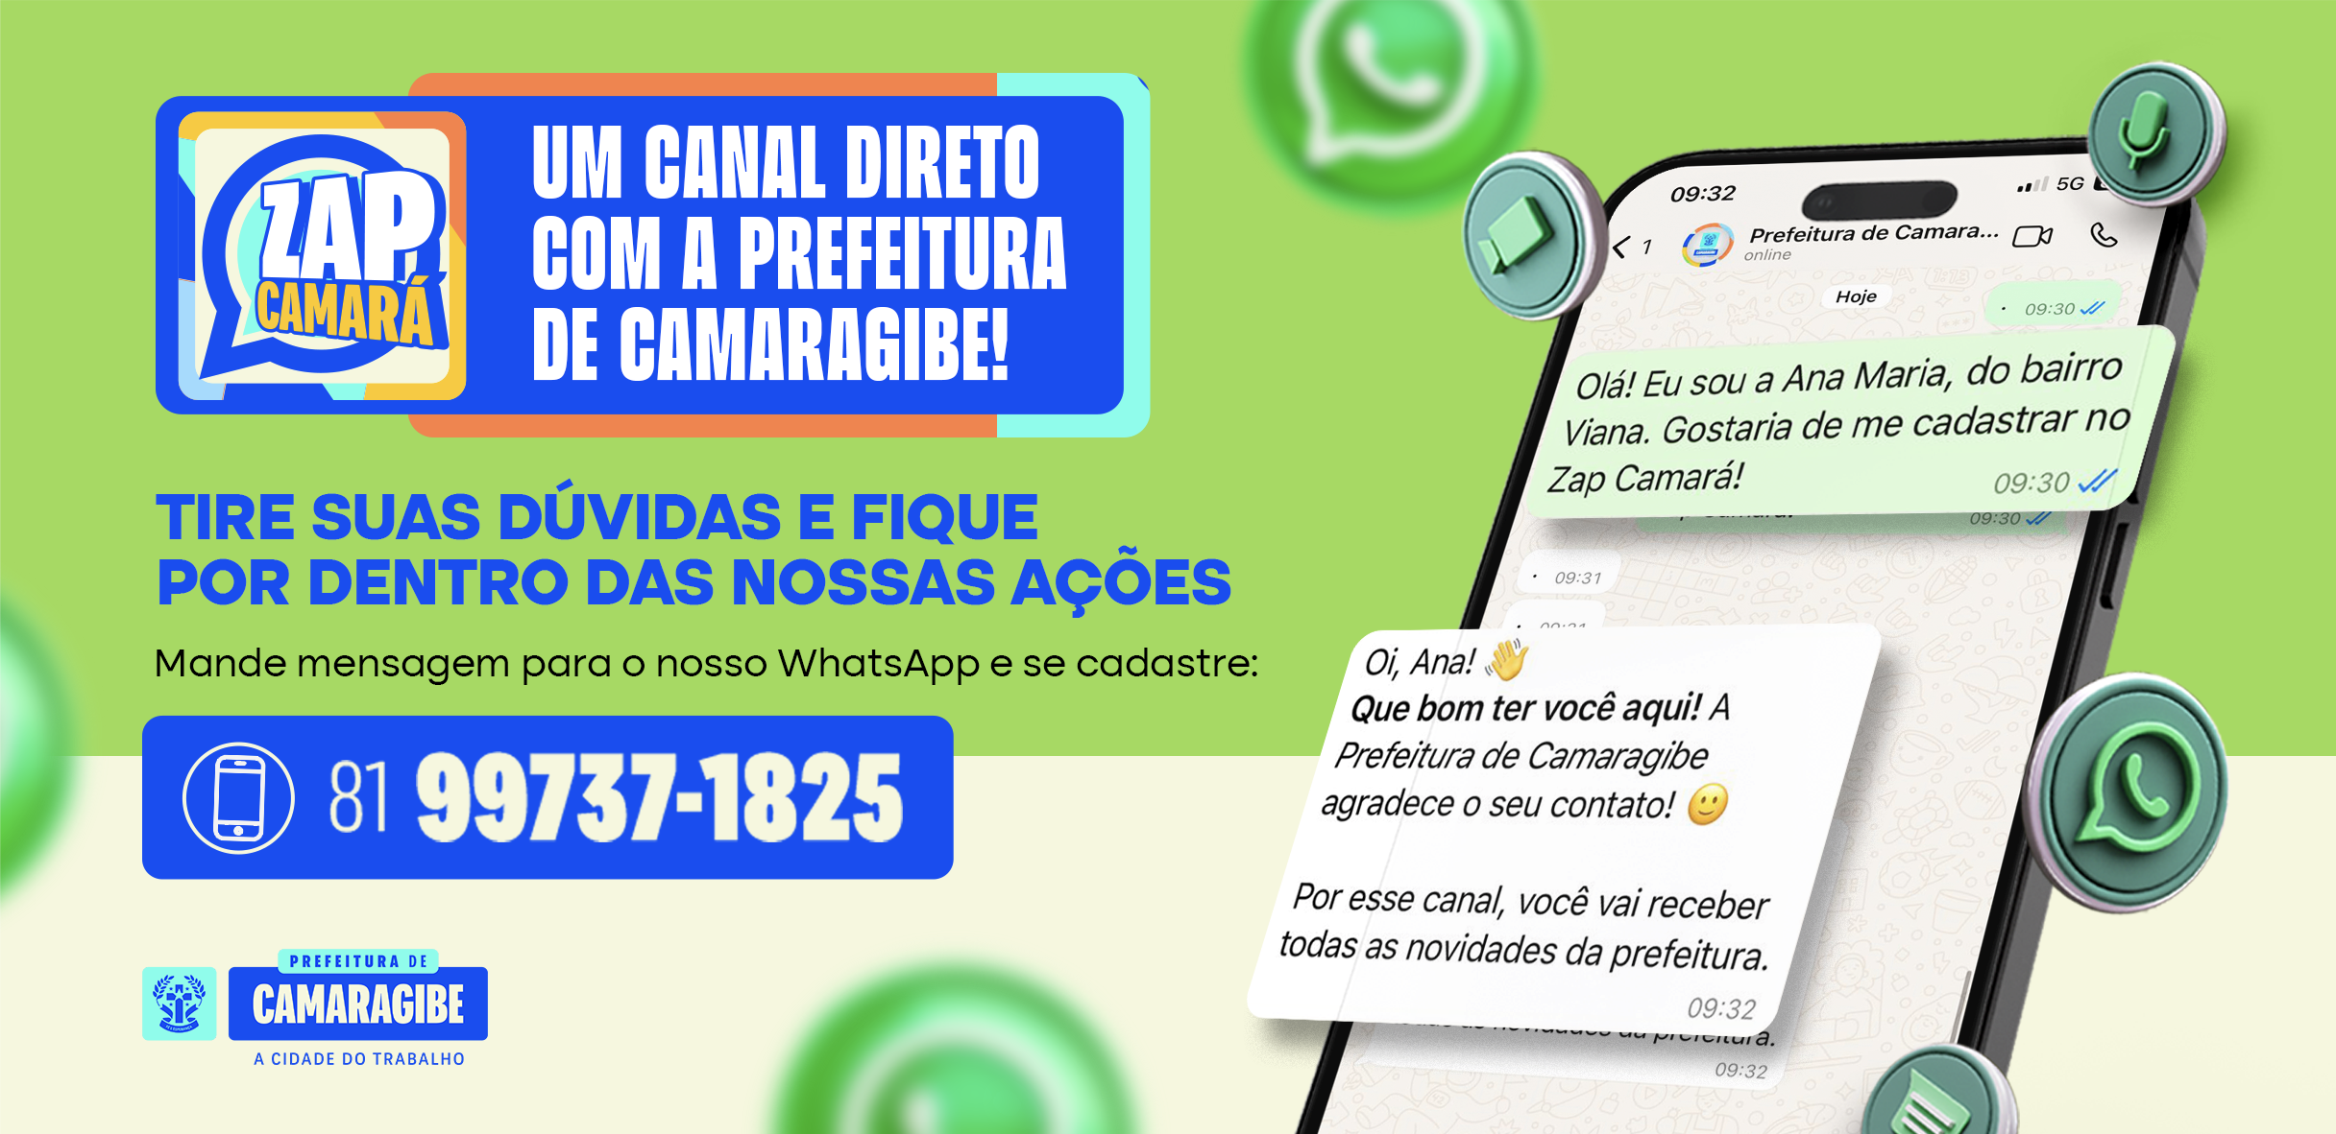 ZAP
CAMARÁ
UM CANAL DIRETO
COM A PREFEITURA
DE CAMARAGIBE!
TIRE SUAS DÚVIDAS E FIQUE
POR DENTRO DAS NOSSAS AÇÕES
Mande mensagem para o nosso WhatsApp e se cadastre:
81 99737-1825
PREFEITURA DE
CAMARAGIBE
A CIDADE DO TRABALHO
09:32
5G
1
Prefeitura de Camara...
online
Hoje
09:30
Olá! Eu sou a Ana Maria, do bairro
Viana. Gostaria de me cadastrar no
Zap Camará!
09:30
09:30
09:31
Oi, Ana! 👋
Que bom ter você aqui! A
Prefeitura de Camaragibe
agradece o seu contato! 🙂
Por esse canal, você vai receber
todas as novidades da prefeitura.
09:32
09:32